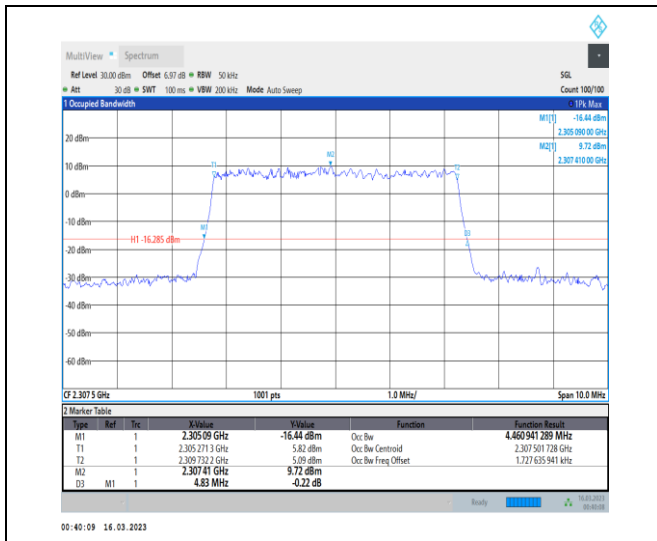 MultiView Spectrum
Ref Level 30.00 dBm Offset 6.97 dB RBW 50 kHz SGL
Att 30 dB SWT 100 ms VBW 200 kHz Mode Auto Sweep Count 100/100
1 Occupied Bandwidth 1Pk Max
M1[1] -16.44 dBm
2.305 090 00 GHz
M2[1] 9.72 dBm
2.307 410 00 GHz
20 dBm
M2
10 dBm
T1
T2
0 dBm
-10 dBm
M1
D3
H1 -16.285 dBm
-20 dBm
-30 dBm
-40 dBm
-50 dBm
-60 dBm
CF 2.307 5 GHz 1001 pts 1.0 MHz/ Span 10.0 MHz
2 Marker Table
Type Ref Trc X-Value Y-Value Function Function Result
M1 1 2.305 09 GHz -16.44 dBm Occ Bw 4.460 941 289 MHz
T1 1 2.305 271 3 GHz 5.82 dBm Occ Bw Centroid 2.307 501 728 GHz
T2 1 2.309 732 2 GHz 5.09 dBm Occ Bw Freq Offset 1.727 635 941 kHz
M2 1 2.307 41 GHz 9.72 dBm
D3 M1 1 4.83 MHz -0.22 dB
Ready 16.03.2023
00:40:08
00:40:09 16.03.2023